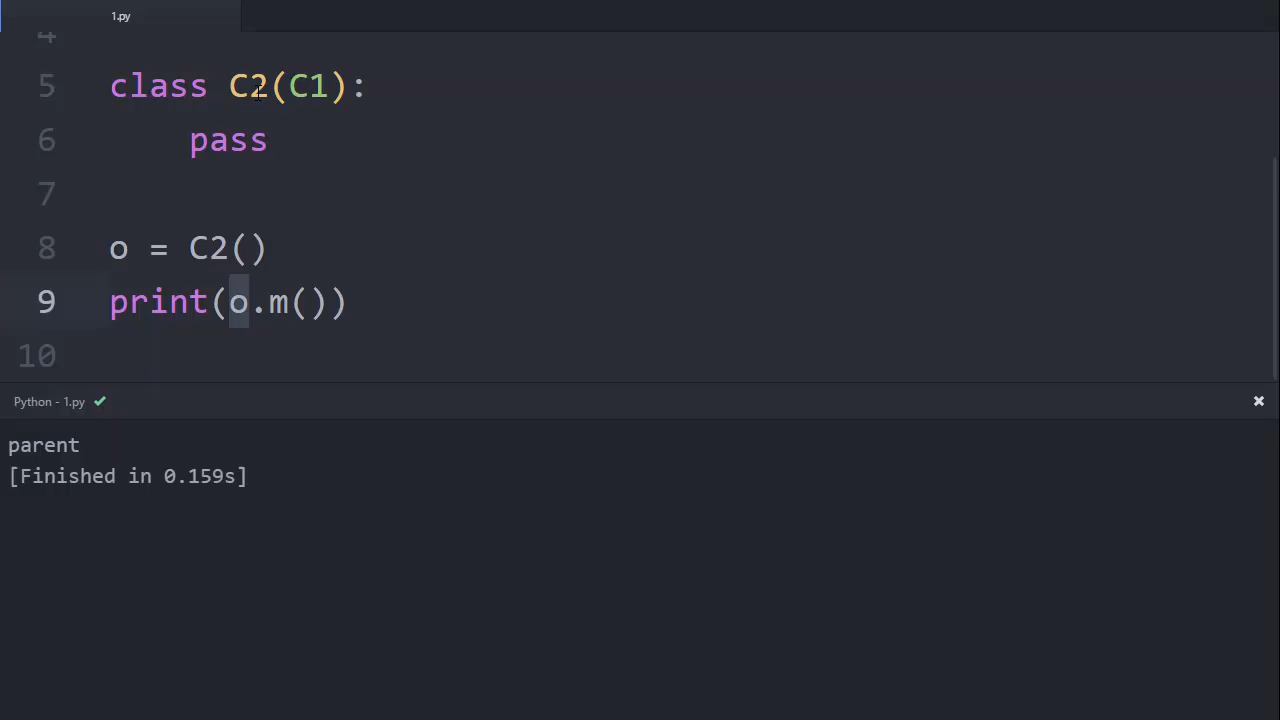 1.py
4
5 class C2(C1):
6     pass
7
8 o = C2()
9 print(o.m())
10
Python - 1.py
parent
[Finished in 0.159s]